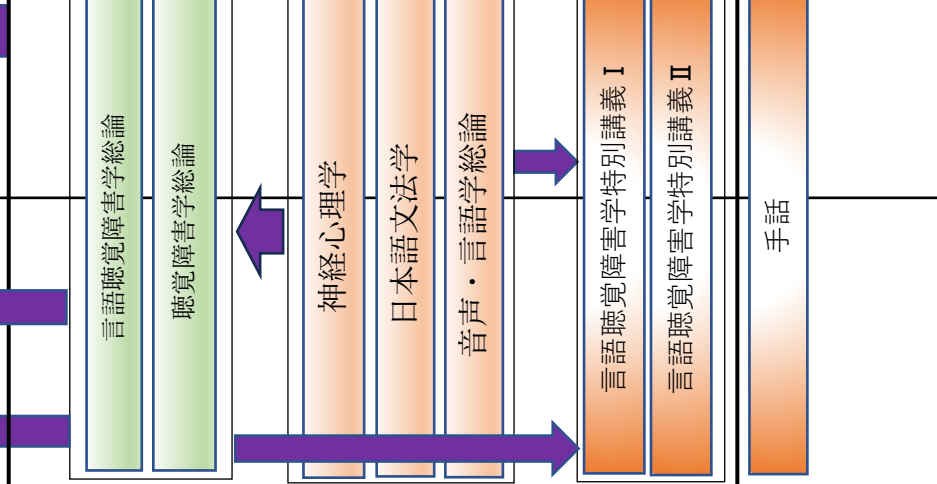 言語聴覚障害学総論
聴覚障害学総論
神経心理学
日本語文法学
音声・言語学総論
言語聴覚障害学特別講義Ⅰ
言語聴覚障害学特別講義Ⅱ
手話